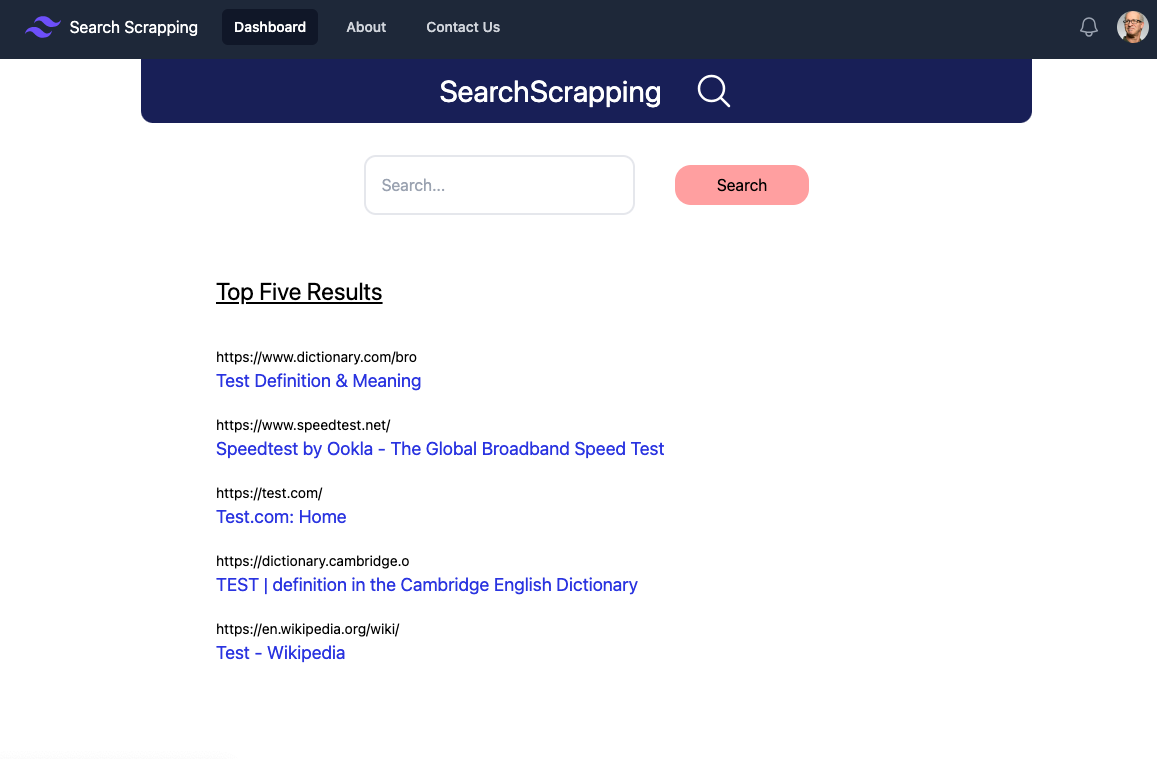 Search Scrapping
Dashboard
About
Contact Us
SearchScrapping
Search...
Search
Top Five Results
https://www.dictionary.com/bro
Test Definition & Meaning
https://www.speedtest.net/
Speedtest by Ookla - The Global Broadband Speed Test
https://test.com/
Test.com: Home
https://dictionary.cambridge.o
TEST | definition in the Cambridge English Dictionary
https://en.wikipedia.org/wiki/
Test - Wikipedia